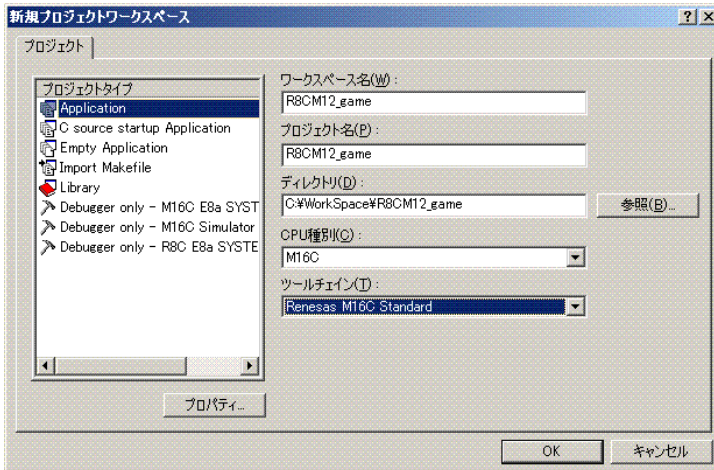 新規プロジェクトワークスペース
プロジェクト
プロジェクトタイプ
Application
C source startup Application
Empty Application
Import Makefile
Library
Debugger only - M16C E8a SYST
Debugger only - M16C Simulator
Debugger only - R8C E8a SYSTE
プロパティ...
ワークスペース名(W):
R8CM12_game
プロジェクト名(P):
R8CM12_game
ディレクトリ(D):
C:¥WorkSpace¥R8CM12_game
参照(B)...
CPU種別(C):
M16C
ツールチェイン(T):
Renesas M16C Standard
OK
キャンセル